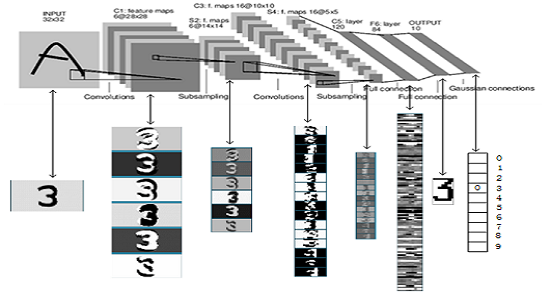 INPUT
32x32
C1: feature maps
6@28x28
C3: f. maps 16@10x10
S2: f. maps
6@14x14
S4: f. maps 16@5x5
C5: layer
120
F6: layer
84
OUTPUT
10
A
Convolutions
Subsampling
Convolutions
Subsampling
Full connection
Full connection
Gaussian connections
3
3
0
1
2
3
4
5
6
7
8
9
0